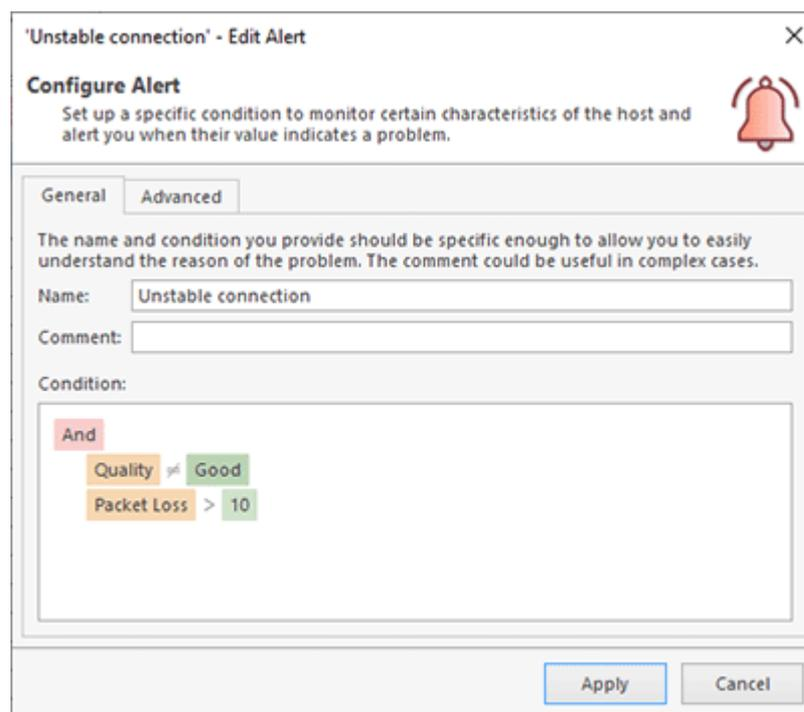 'Unstable connection' - Edit Alert
Configure Alert
Set up a specific condition to monitor certain characteristics of the host and
alert you when their value indicates a problem.
General Advanced
The name and condition you provide should be specific enough to allow you to easily
understand the reason of the problem. The comment could be useful in complex cases.
Name: Unstable connection
Comment:
Condition:
And
Quality ≠ Good
Packet Loss > 10
Apply Cancel